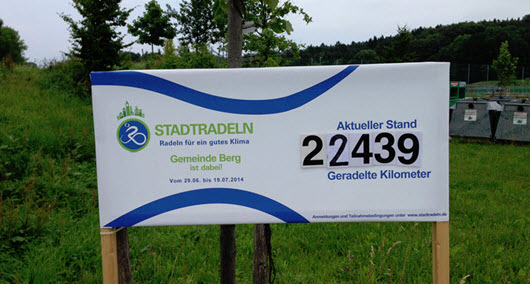 STADTRADELN
Radeln für ein gutes Klima
Gemeinde Berg
ist dabei!
Vom 29.06. bis 19.07.2014
Aktueller Stand
22439
Geradelte Kilometer
Anmeldungen und Teilnahmebedingungen unter www.stadtradeln.de